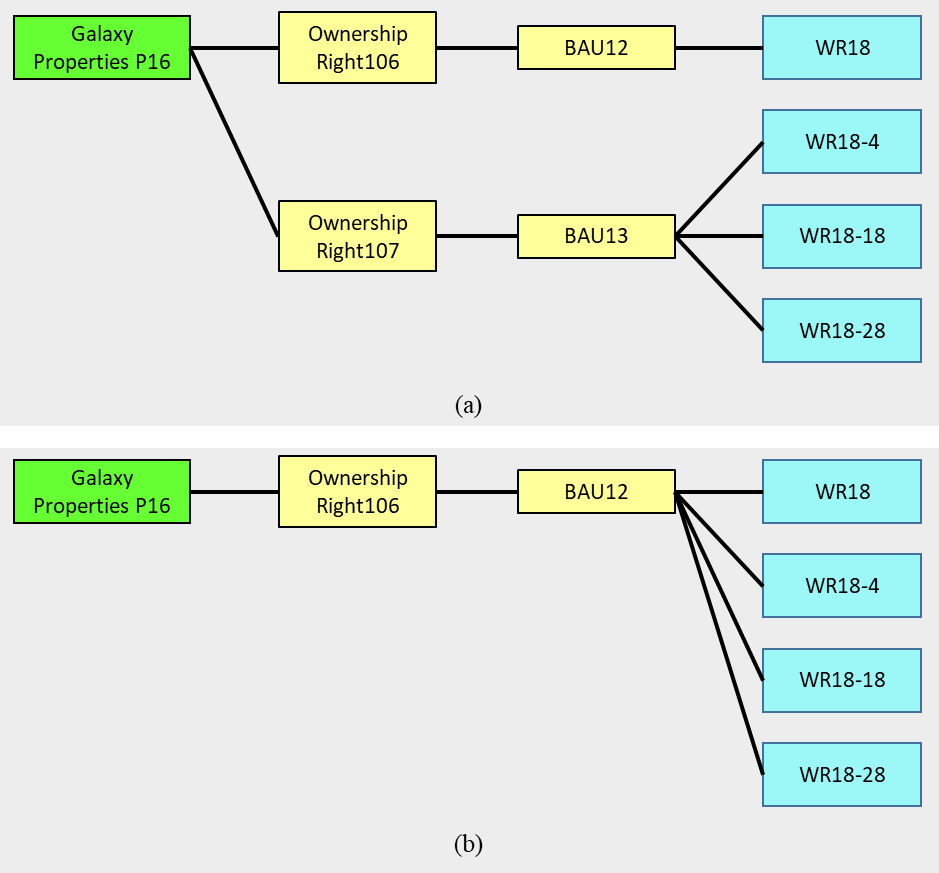 Galaxy
Properties P16
Ownership
Right106
BAU12
WR18
WR18-4
Ownership
Right107
BAU13
WR18-18
WR18-28
(a)
Galaxy
Properties P16
Ownership
Right106
BAU12
WR18
WR18-4
WR18-18
WR18-28
(b)